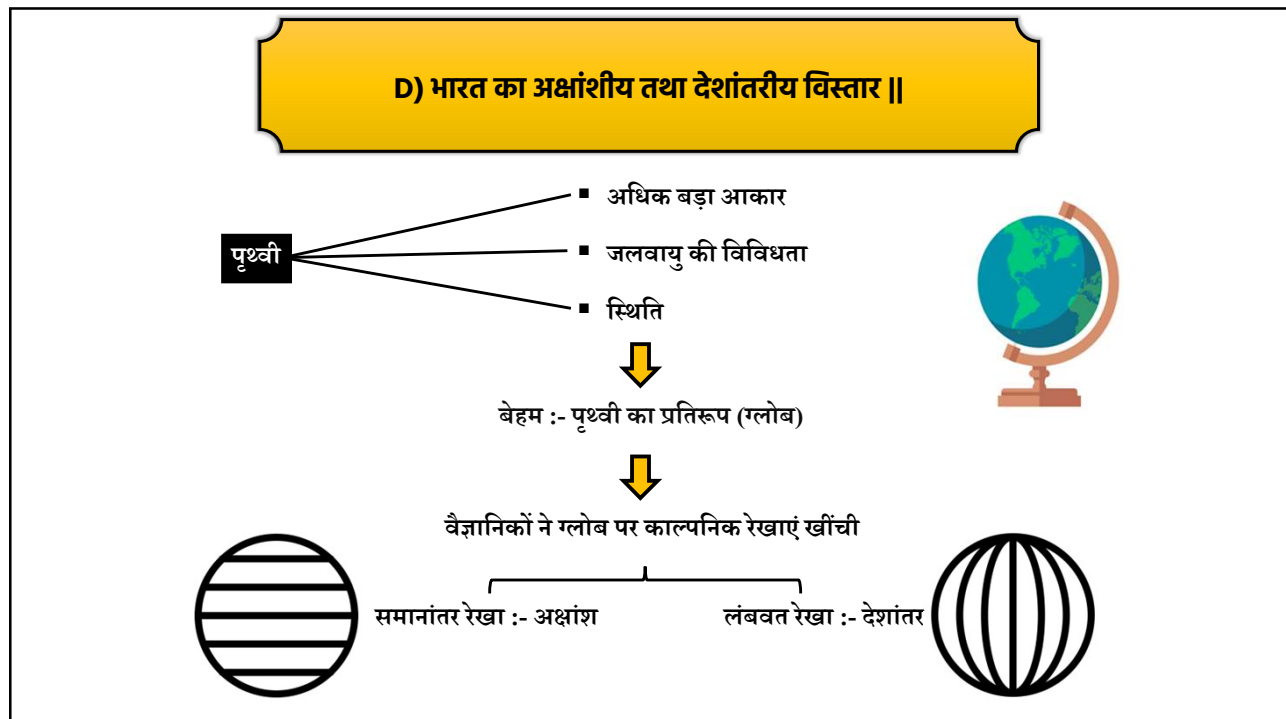 D) भारत का अक्षांशीय तथा देशांतरीय विस्तार ||
▪ अधिक बड़ा आकार
पृथ्वी
▪ जलवायु की विविधता
▪ स्थिति
बेहम :- पृथ्वी का प्रतिरूप (ग्लोब)
वैज्ञानिकों ने ग्लोब पर काल्पनिक रेखाएं खींची
समानांतर रेखा :- अक्षांश
लंबवत रेखा :- देशांतर